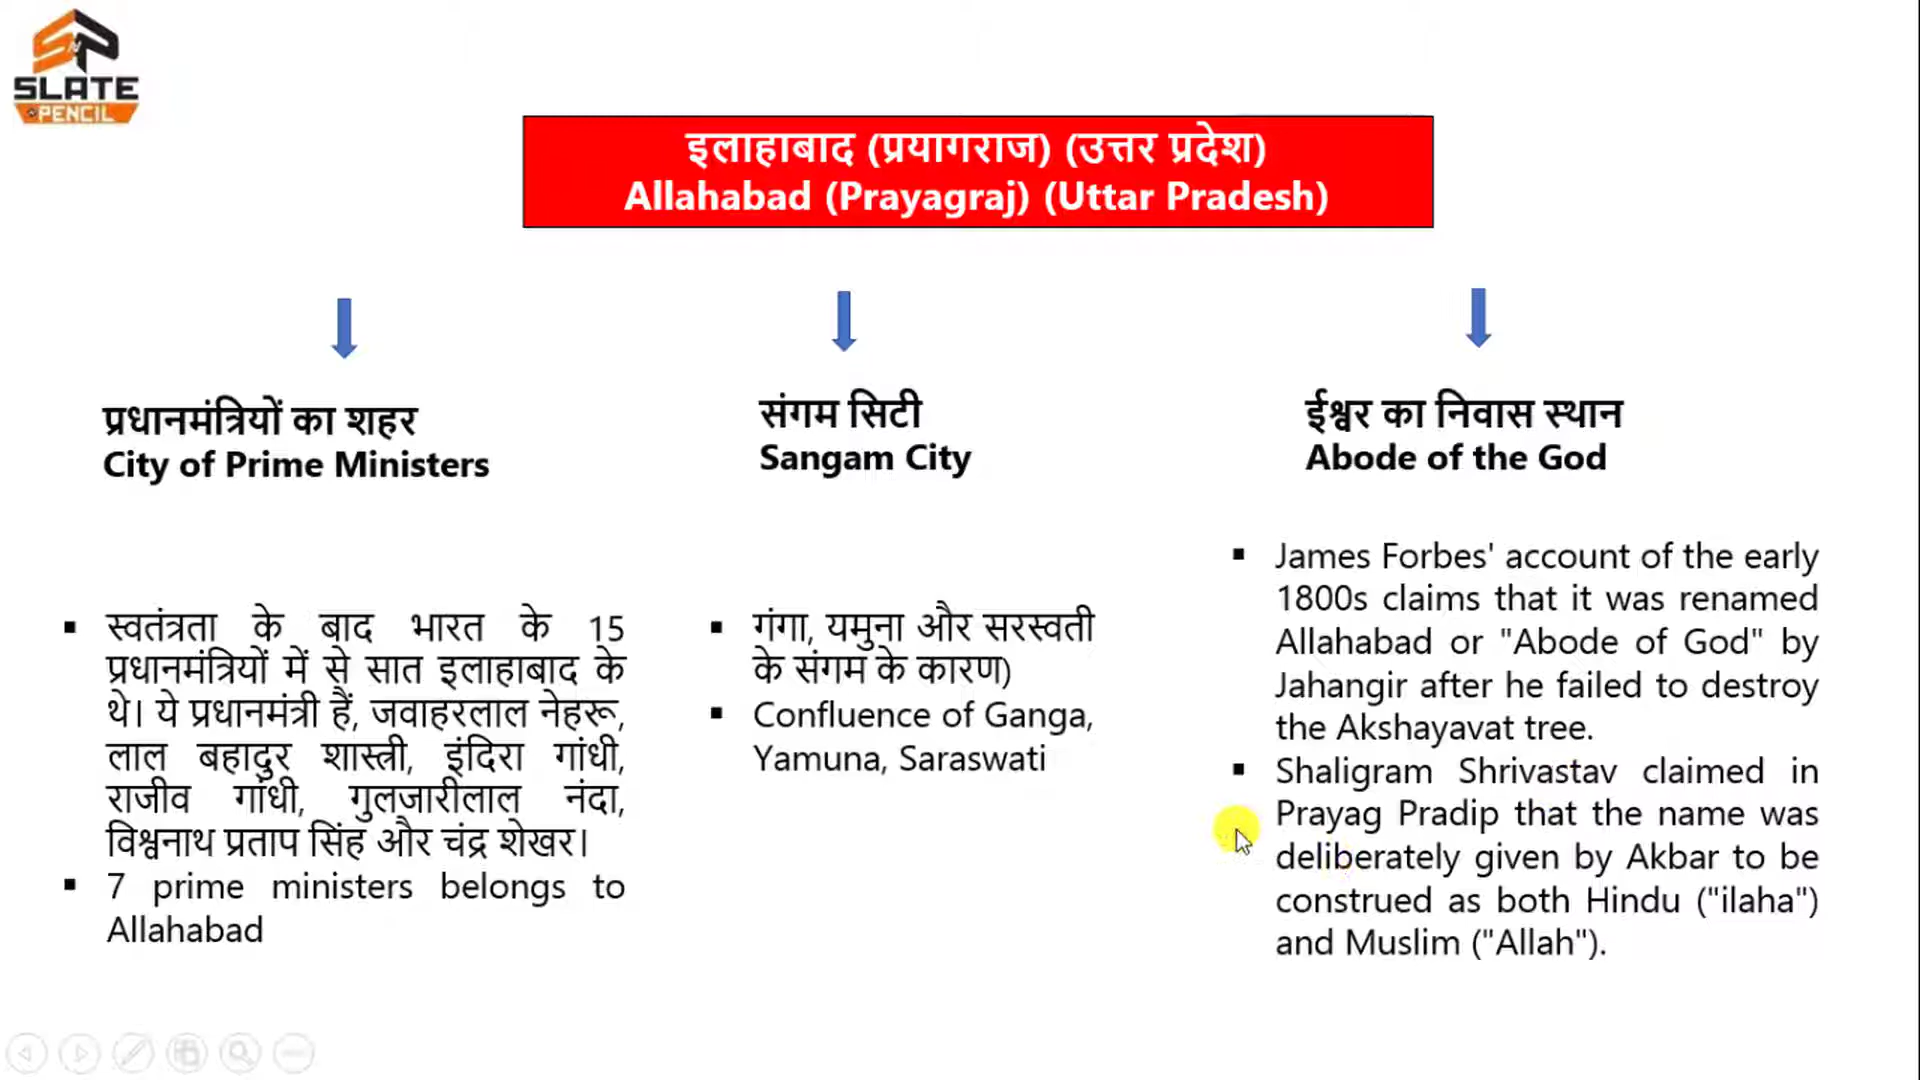 SLATE
PENCIL
इलाहाबाद (प्रयागराज) (उत्तर प्रदेश)
Allahabad (Prayagraj) (Uttar Pradesh)
प्रधानमंत्रियों का शहर
City of Prime Ministers
▪ स्वतंत्रता के बाद भारत के 15
प्रधानमंत्रियों में से सात इलाहाबाद के
थे। ये प्रधानमंत्री हैं, जवाहरलाल नेहरू,
लाल बहादुर शास्त्री, इंदिरा गांधी,
राजीव गांधी, गुलजारीलाल नंदा,
विश्वनाथ प्रताप सिंह और चंद्र शेखर।
▪ 7 prime ministers belongs to
Allahabad
संगम सिटी
Sangam City
▪ गंगा, यमुना और सरस्वती
के संगम के कारण)
▪ Confluence of Ganga,
Yamuna, Saraswati
ईश्वर का निवास स्थान
Abode of the God
▪ James Forbes' account of the early
1800s claims that it was renamed
Allahabad or "Abode of God" by
Jahangir after he failed to destroy
the Akshayavat tree.
▪ Shaligram Shrivastav claimed in
Prayag Pradip that the name was
deliberately given by Akbar to be
construed as both Hindu ("ilaha")
and Muslim ("Allah").